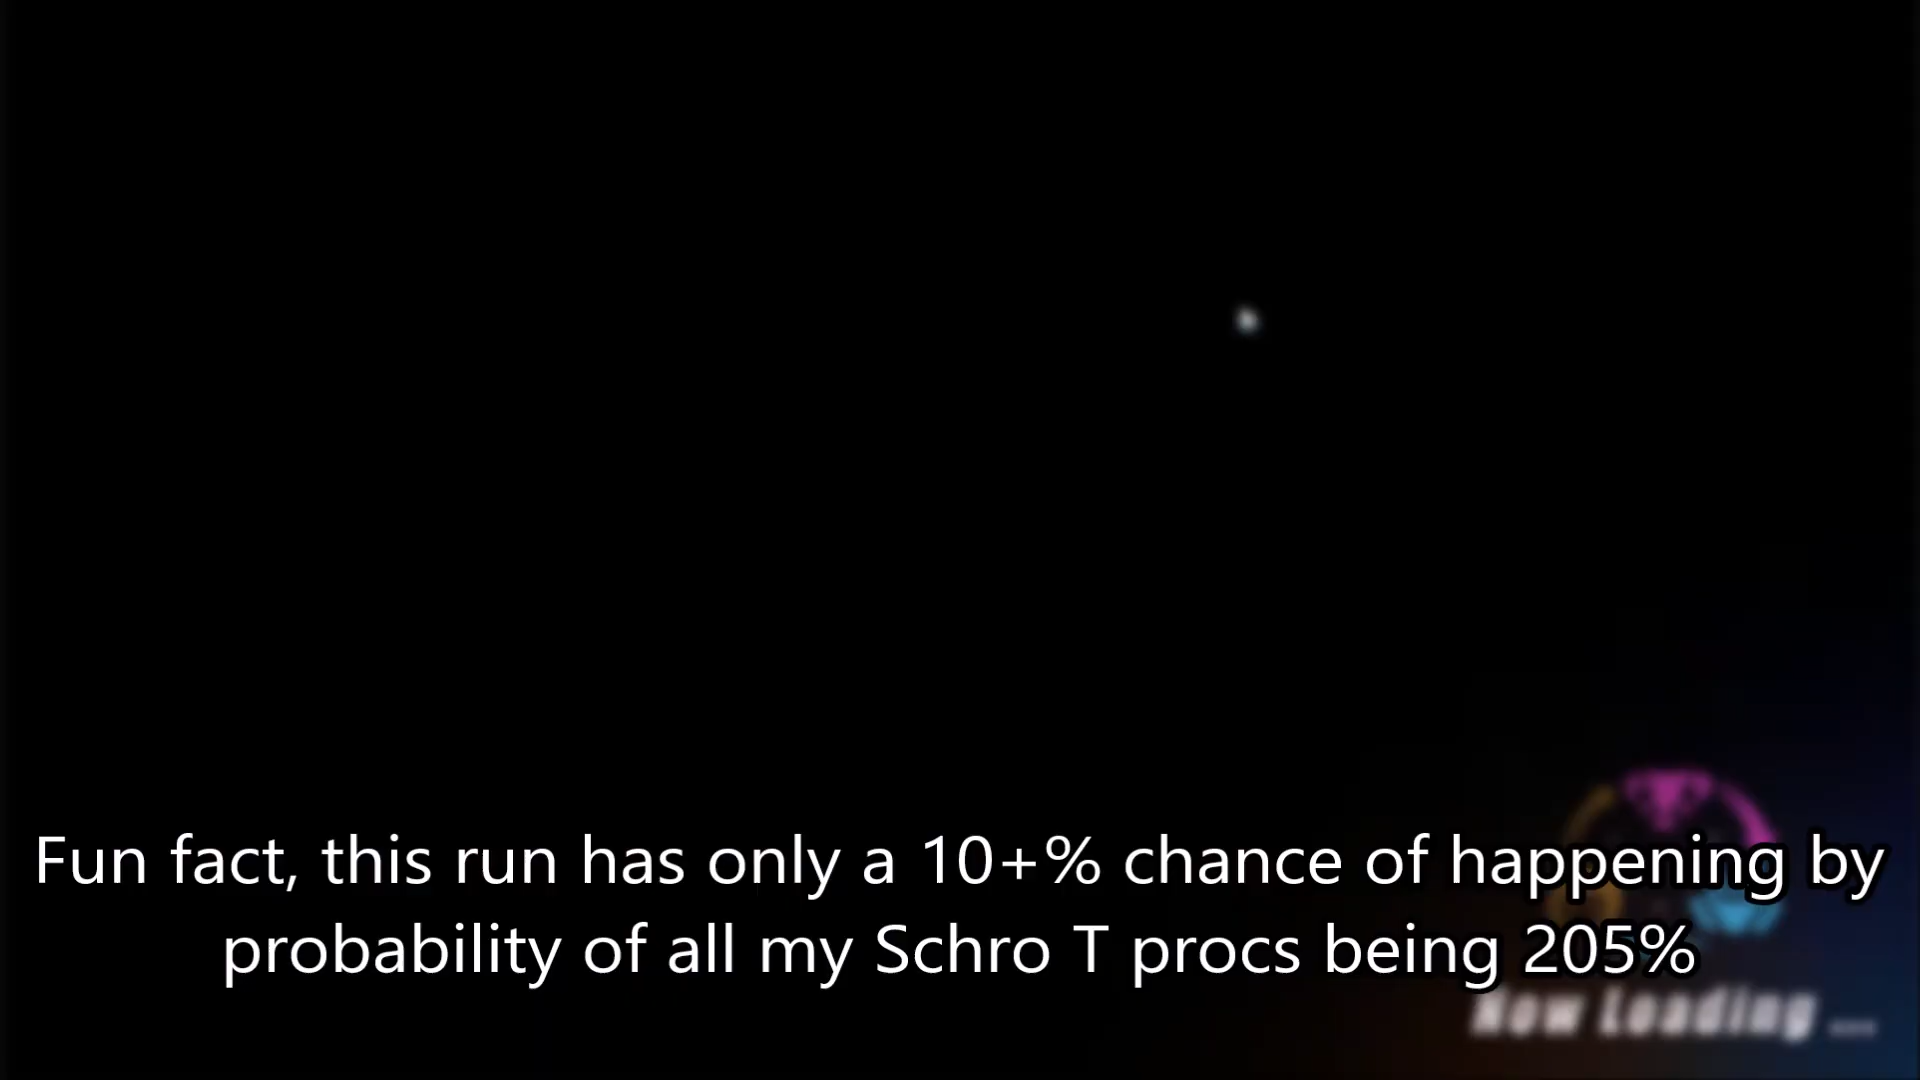 Fun fact, this run has only a 10+% chance of happening by
probability of all my Schro T procs being 205%
Now Loading ...